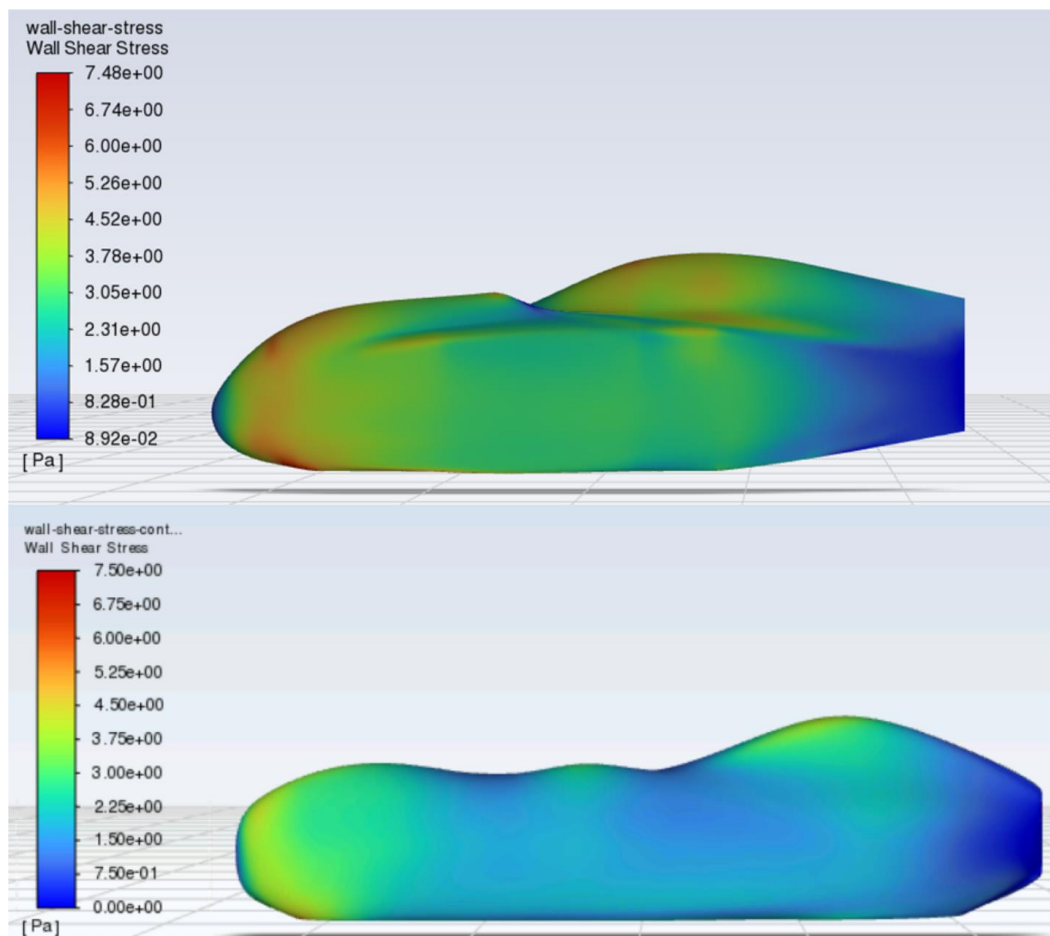 wall-shear-stress
Wall Shear Stress
7.48e+00
6.74e+00
6.00e+00
5.26e+00
4.52e+00
3.78e+00
3.05e+00
2.31e+00
1.57e+00
8.28e-01
8.92e-02
[ Pa ]
wall-shear-stress-cont...
Wall Shear Stress
7.50e+00
6.75e+00
6.00e+00
5.25e+00
4.50e+00
3.75e+00
3.00e+00
2.25e+00
1.50e+00
7.50e-01
0.00e+00
[ Pa ]